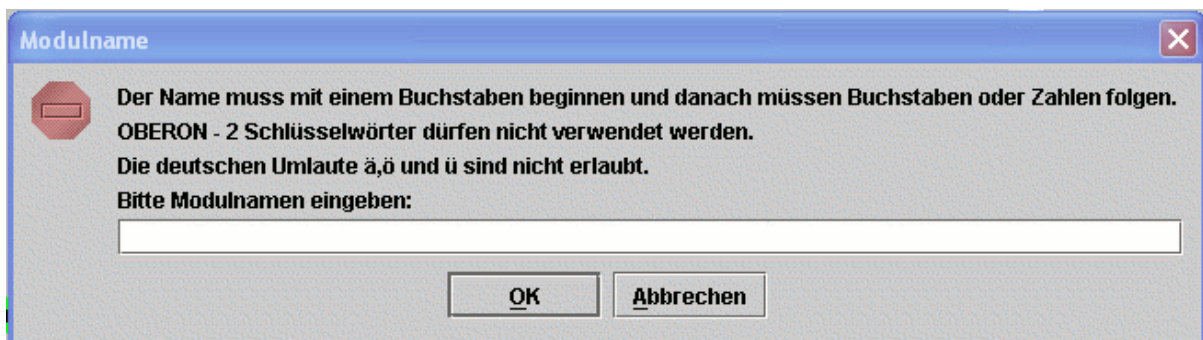 Modulname
Der Name muss mit einem Buchstaben beginnen und danach müssen Buchstaben oder Zahlen folgen.
OBERON - 2 Schlüsselwörter dürfen nicht verwendet werden.
Die deutschen Umlaute ä,ö und ü sind nicht erlaubt.
Bitte Modulnamen eingeben:
OK Abbrechen